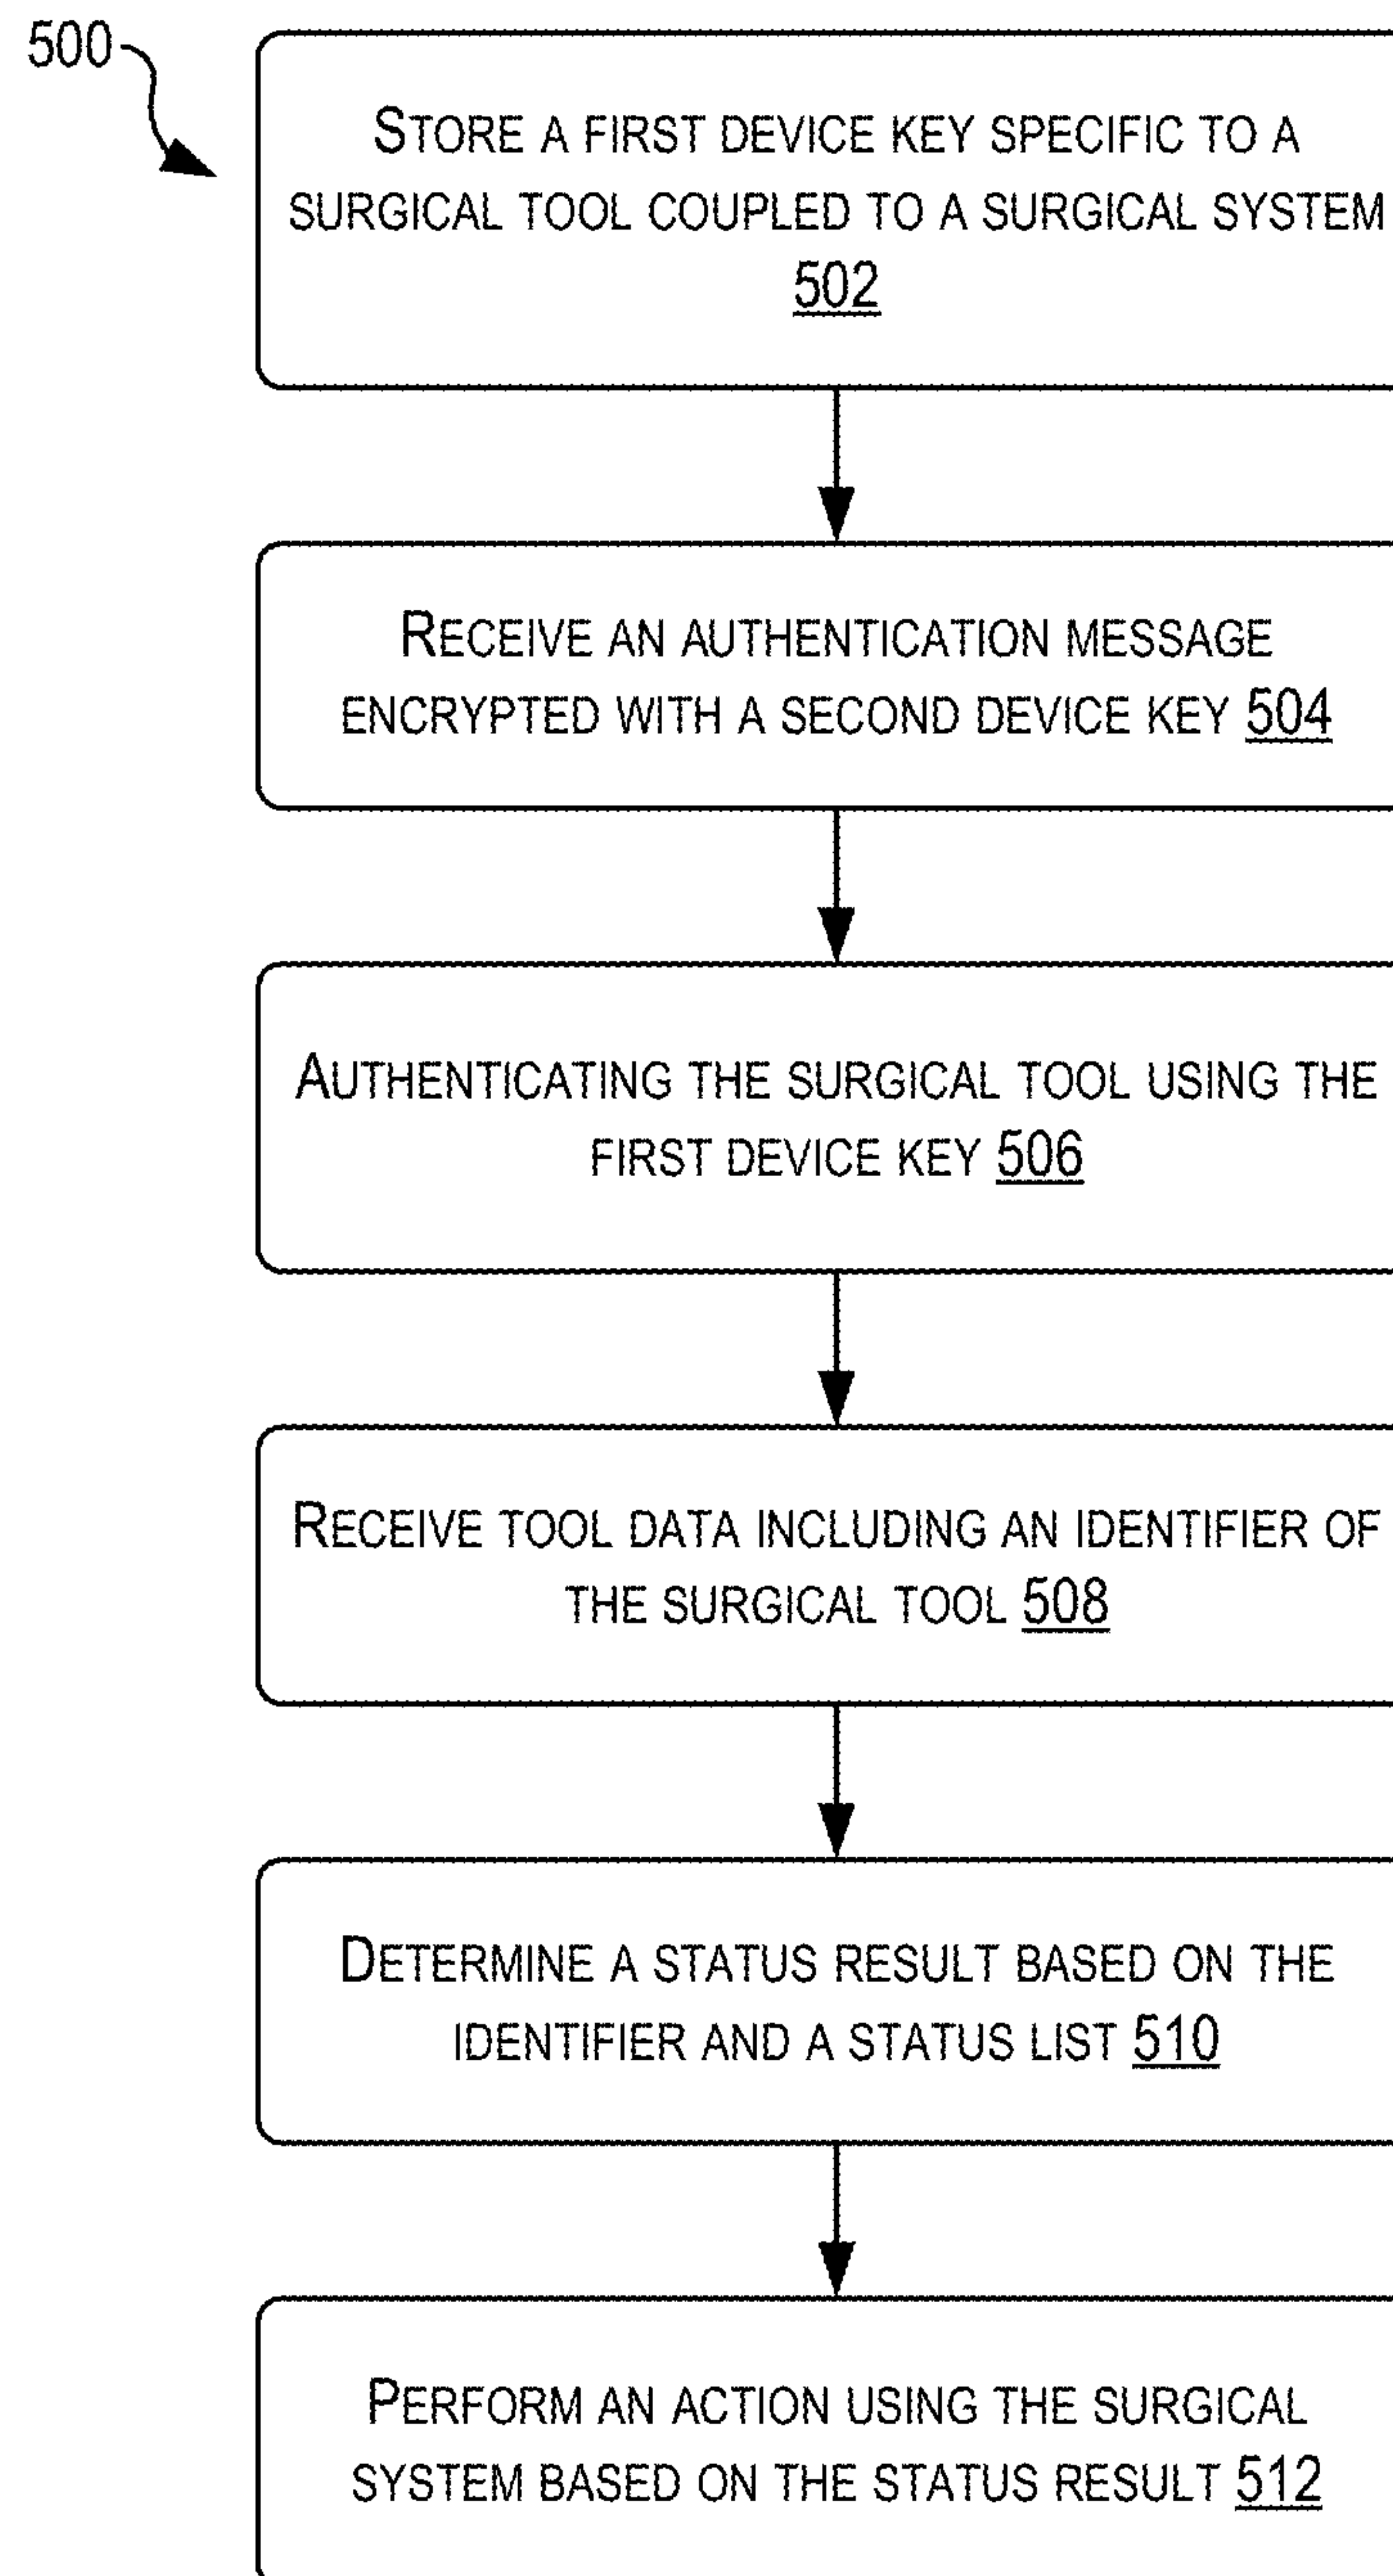 500
STORE A FIRST DEVICE KEY SPECIFIC TO A
SURGICAL TOOL COUPLED TO A SURGICAL SYSTEM
502
RECEIVE AN AUTHENTICATION MESSAGE
ENCRYPTED WITH A SECOND DEVICE KEY 504
AUTHENTICATING THE SURGICAL TOOL USING THE
FIRST DEVICE KEY 506
RECEIVE TOOL DATA INCLUDING AN IDENTIFIER OF
THE SURGICAL TOOL 508
DETERMINE A STATUS RESULT BASED ON THE
IDENTIFIER AND A STATUS LIST 510
PERFORM AN ACTION USING THE SURGICAL
SYSTEM BASED ON THE STATUS RESULT 512